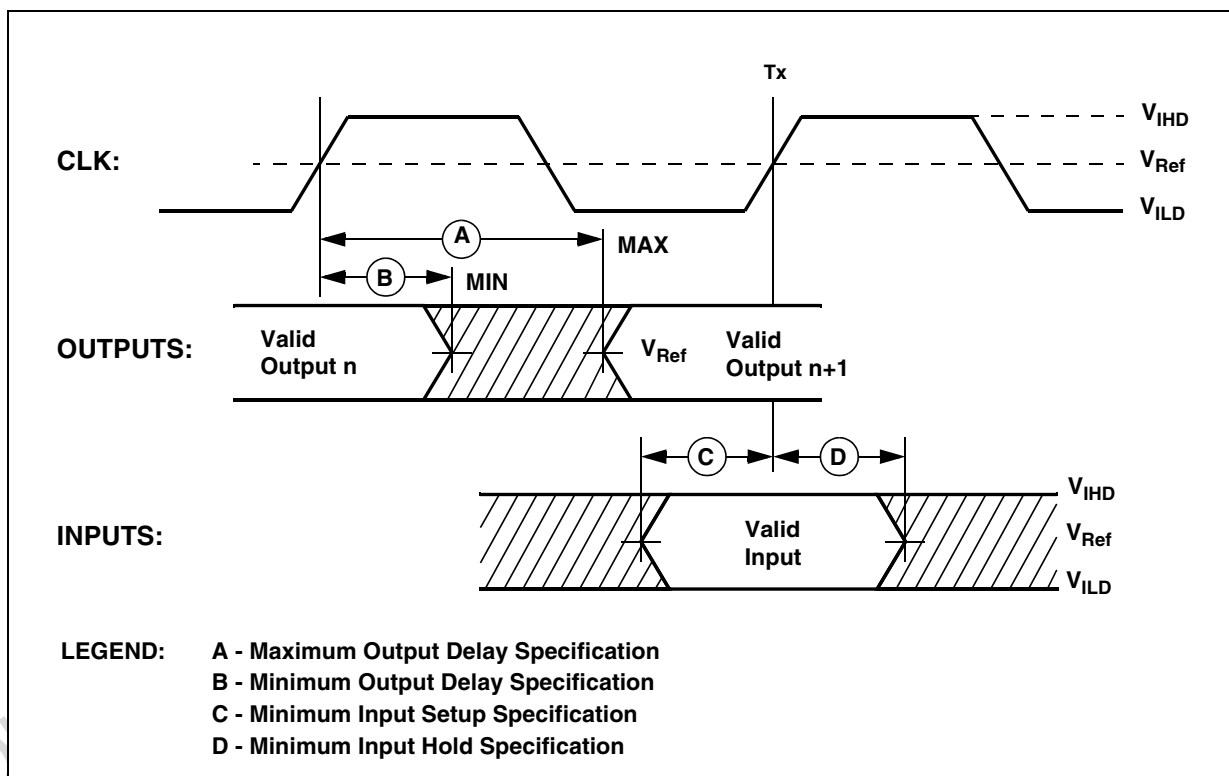 Tx
V_IHD
CLK:
V_Ref
V_ILD
A
MAX
B
MIN
OUTPUTS:
Valid
Output n
V_Ref
Valid
Output n+1
C
D
V_IHD
INPUTS:
Valid
Input
V_Ref
V_ILD
LEGEND:
A - Maximum Output Delay Specification
B - Minimum Output Delay Specification
C - Minimum Input Setup Specification
D - Minimum Input Hold Specification